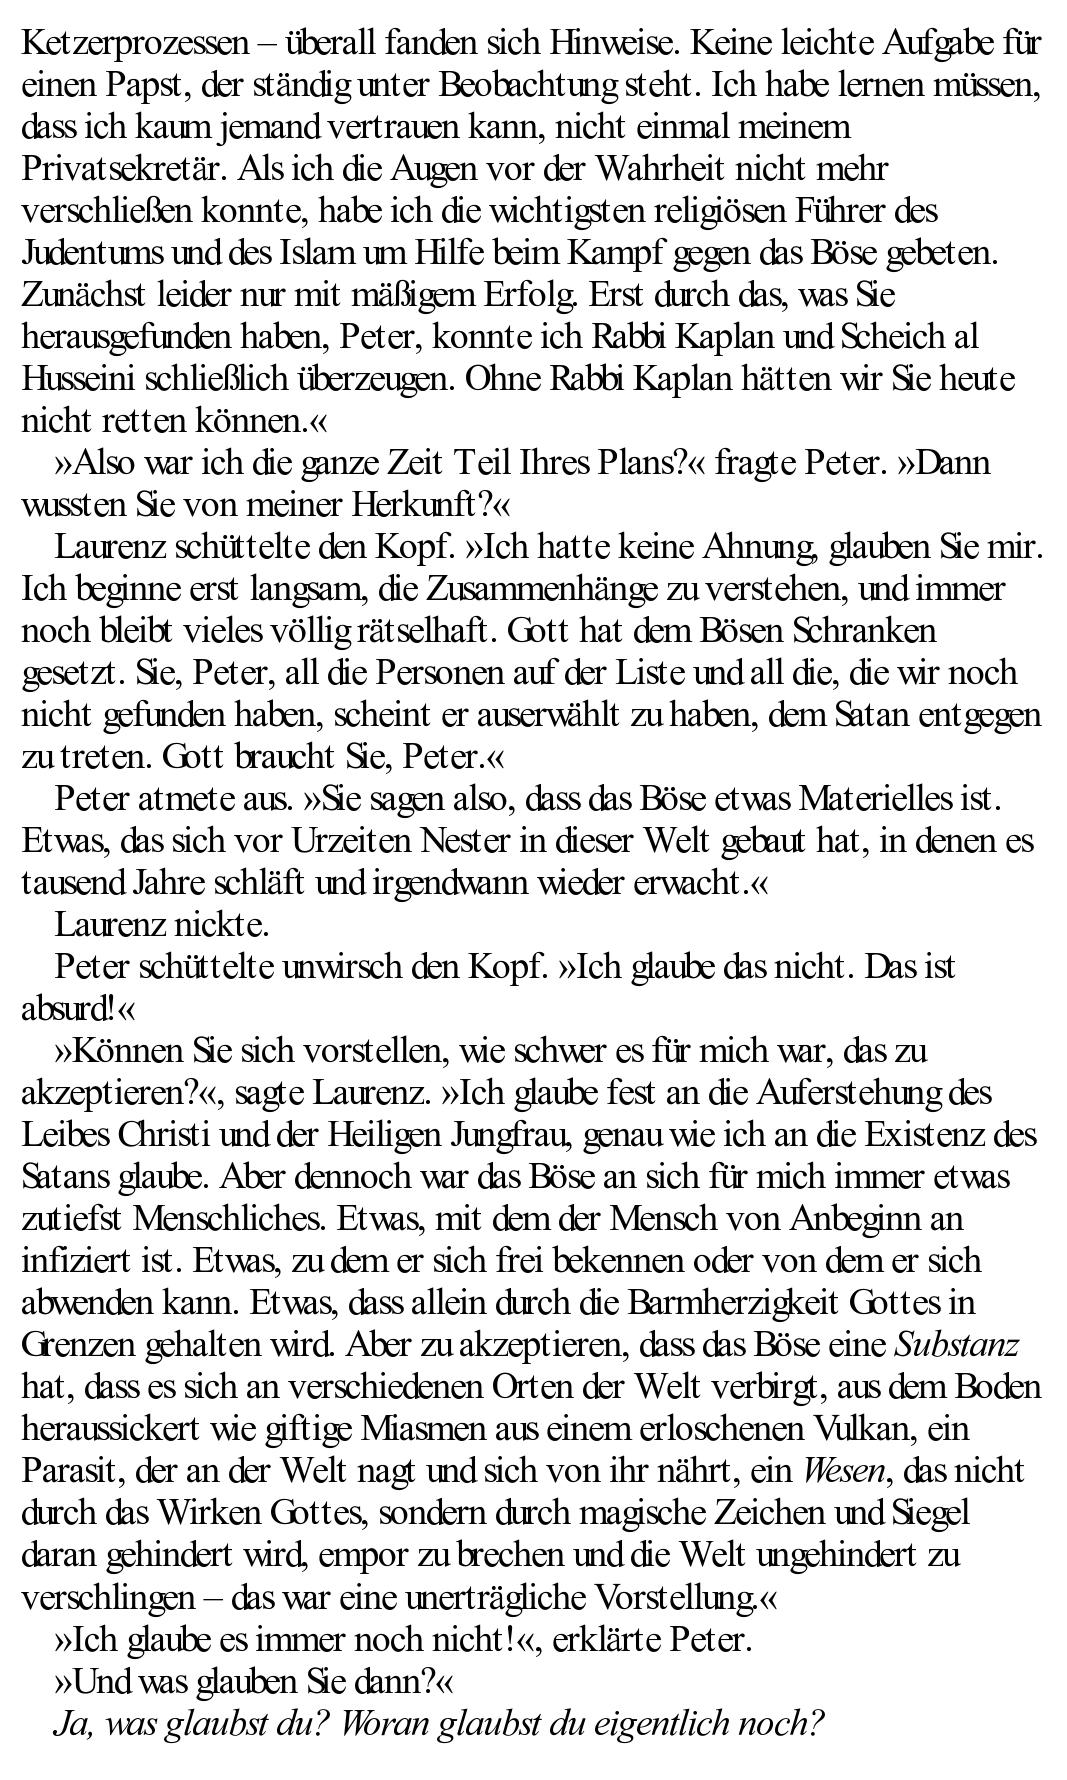 Ketzerprozessen – überall fanden sich Hinweise. Keine leichte Aufgabe für
einen Papst, der ständig unter Beobachtung steht. Ich habe lernen müssen,
dass ich kaum jemand vertrauen kann, nicht einmal meinem
Privatsekretär. Als ich die Augen vor der Wahrheit nicht mehr
verschließen konnte, habe ich die wichtigsten religiösen Führer des
Judentums und des Islam um Hilfe beim Kampf gegen das Böse gebeten.
Zunächst leider nur mit mäßigem Erfolg. Erst durch das, was Sie
herausgefunden haben, Peter, konnte ich Rabbi Kaplan und Scheich al
Husseini schließlich überzeugen. Ohne Rabbi Kaplan hätten wir Sie heute
nicht retten können.«
»Also war ich die ganze Zeit Teil Ihres Plans?« fragte Peter. »Dann
wussten Sie von meiner Herkunft?«
Laurenz schüttelte den Kopf. »Ich hatte keine Ahnung, glauben Sie mir.
Ich beginne erst langsam, die Zusammenhänge zu verstehen, und immer
noch bleibt vieles völlig rätselhaft. Gott hat dem Bösen Schranken
gesetzt. Sie, Peter, all die Personen auf der Liste und all die, die wir noch
nicht gefunden haben, scheint er auserwählt zu haben, dem Satan entgegen
zu treten. Gott braucht Sie, Peter.«
Peter atmete aus. »Sie sagen also, dass das Böse etwas Materielles ist.
Etwas, das sich vor Urzeiten Nester in dieser Welt gebaut hat, in denen es
tausend Jahre schläft und irgendwann wieder erwacht.«
Laurenz nickte.
Peter schüttelte unwirsch den Kopf. »Ich glaube das nicht. Das ist
absurd!«
»Können Sie sich vorstellen, wie schwer es für mich war, das zu
akzeptieren?«, sagte Laurenz. »Ich glaube fest an die Auferstehung des
Leibes Christi und der Heiligen Jungfrau, genau wie ich an die Existenz des
Satans glaube. Aber dennoch war das Böse an sich für mich immer etwas
zutiefst Menschliches. Etwas, mit dem der Mensch von Anbeginn an
infiziert ist. Etwas, zu dem er sich frei bekennen oder von dem er sich
abwenden kann. Etwas, dass allein durch die Barmherzigkeit Gottes in
Grenzen gehalten wird. Aber zu akzeptieren, dass das Böse eine Substanz
hat, dass es sich an verschiedenen Orten der Welt verbirgt, aus dem Boden
heraussickert wie giftige Miasmen aus einem erloschenen Vulkan, ein
Parasit, der an der Welt nagt und sich von ihr nährt, ein Wesen, das nicht
durch das Wirken Gottes, sondern durch magische Zeichen und Siegel
daran gehindert wird, empor zu brechen und die Welt ungehindert zu
verschlingen – das war eine unerträgliche Vorstellung.«
»Ich glaube es immer noch nicht!«, erklärte Peter.
»Und was glauben Sie dann?«
Ja, was glaubst du? Woran glaubst du eigentlich noch?